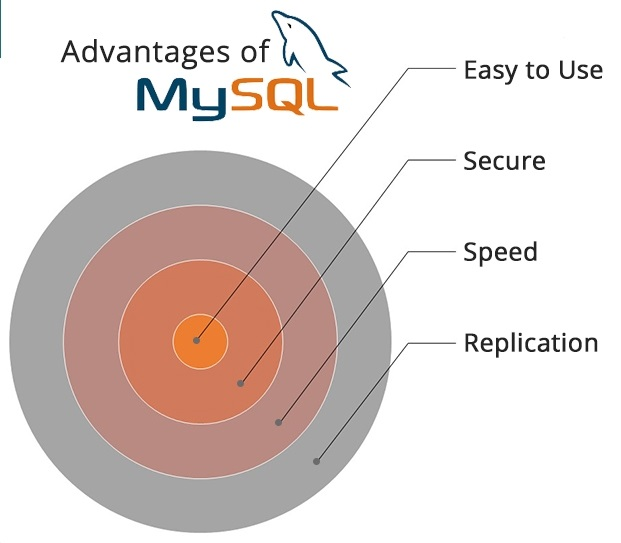 Advantages of
MySQL
Easy to Use
Secure
Speed
Replication